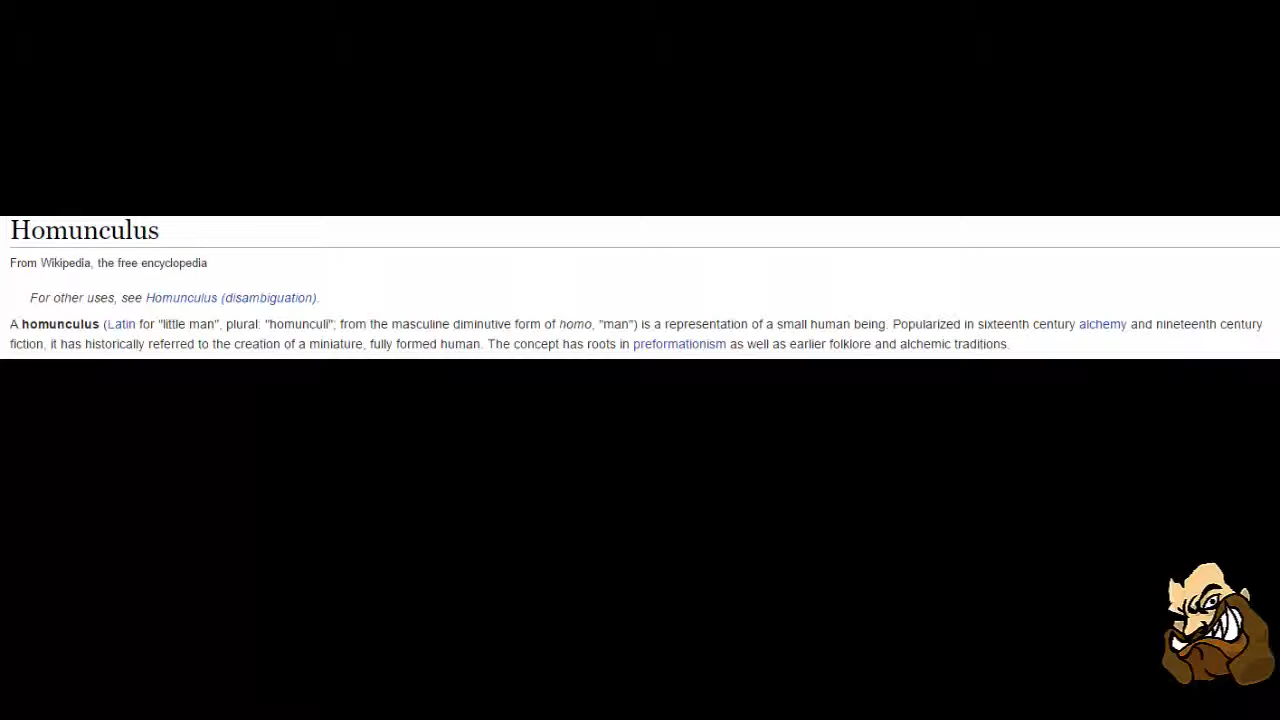 Homunculus
From Wikipedia, the free encyclopedia
For other uses, see Homunculus (disambiguation).
A homunculus (Latin for "little man", plural: "homunculi"; from the masculine diminutive form of homo, "man") is a representation of a small human being. Popularized in sixteenth century alchemy and nineteenth century
fiction, it has historically referred to the creation of a miniature, fully formed human. The concept has roots in preformationism as well as earlier folklore and alchemic traditions.